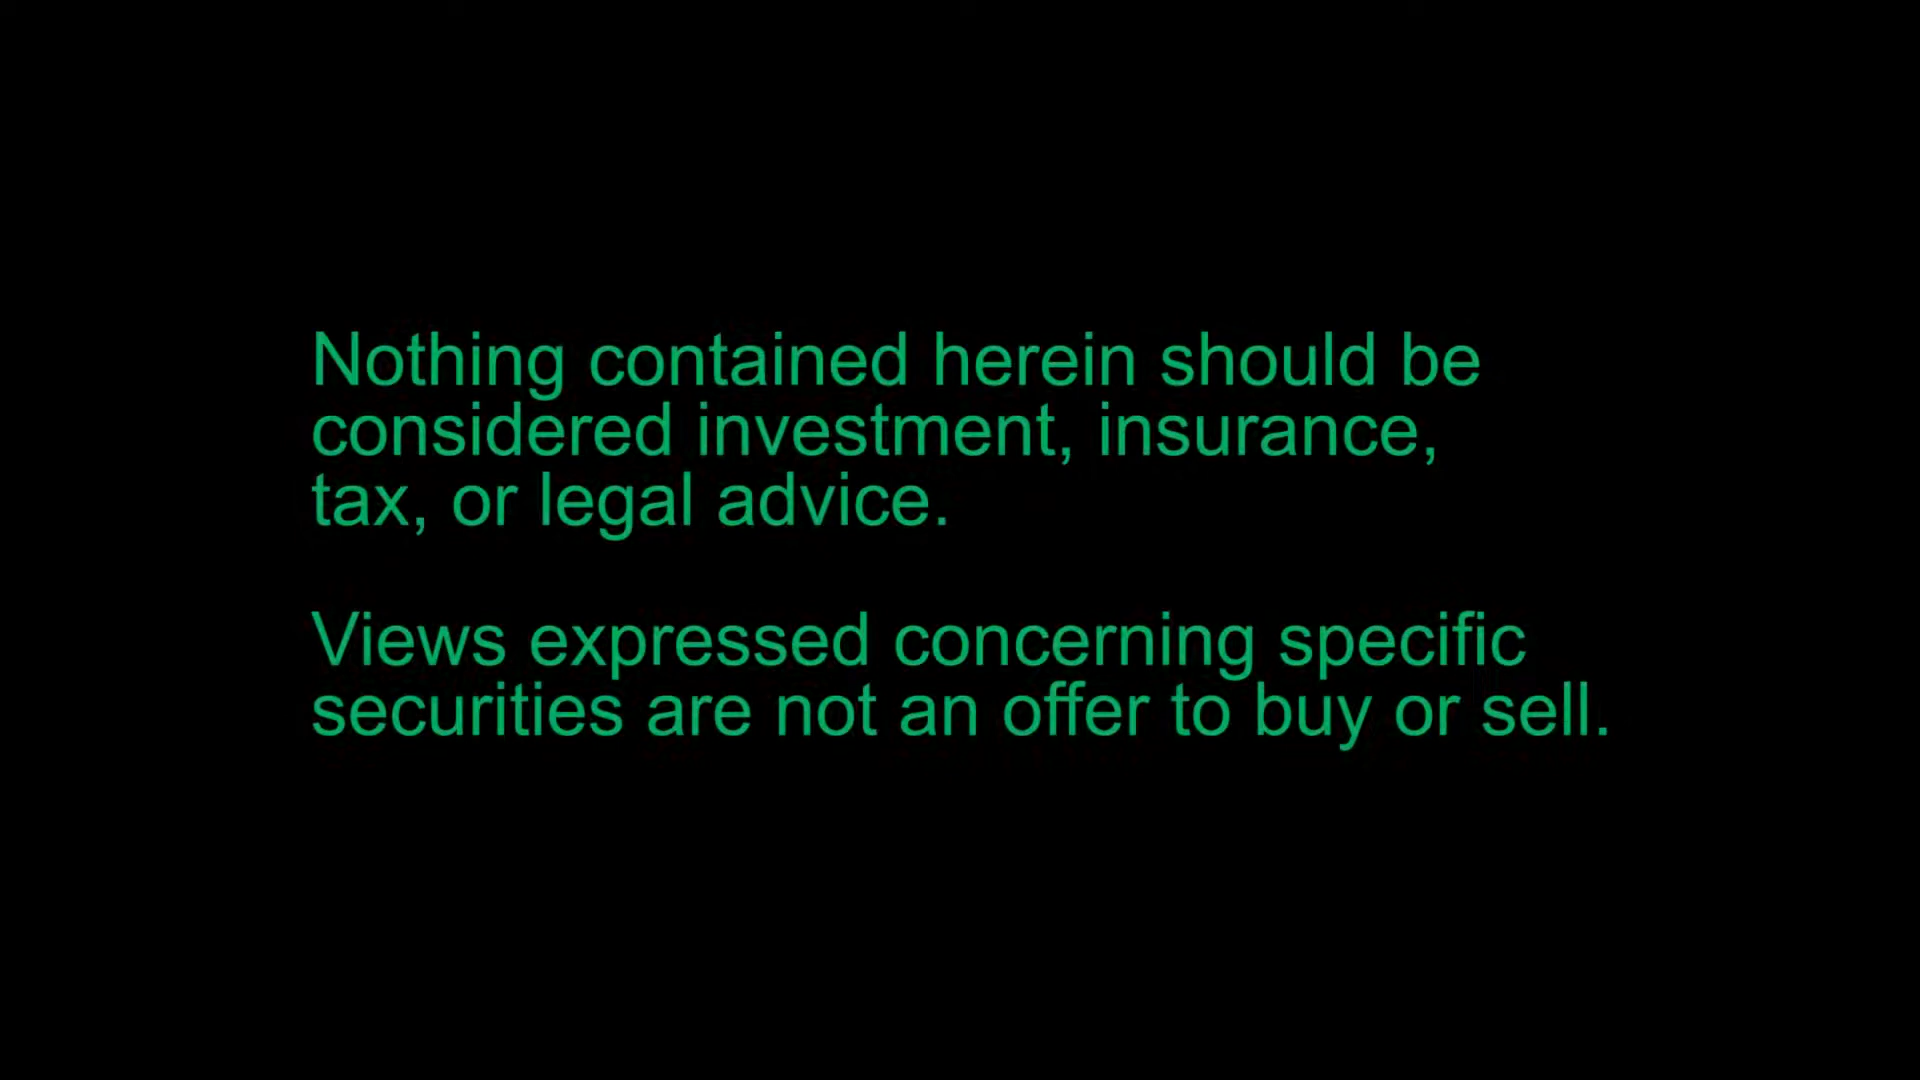 Nothing contained herein should be
considered investment, insurance,
tax, or legal advice.
Views expressed concerning specific
securities are not an offer to buy or sell.